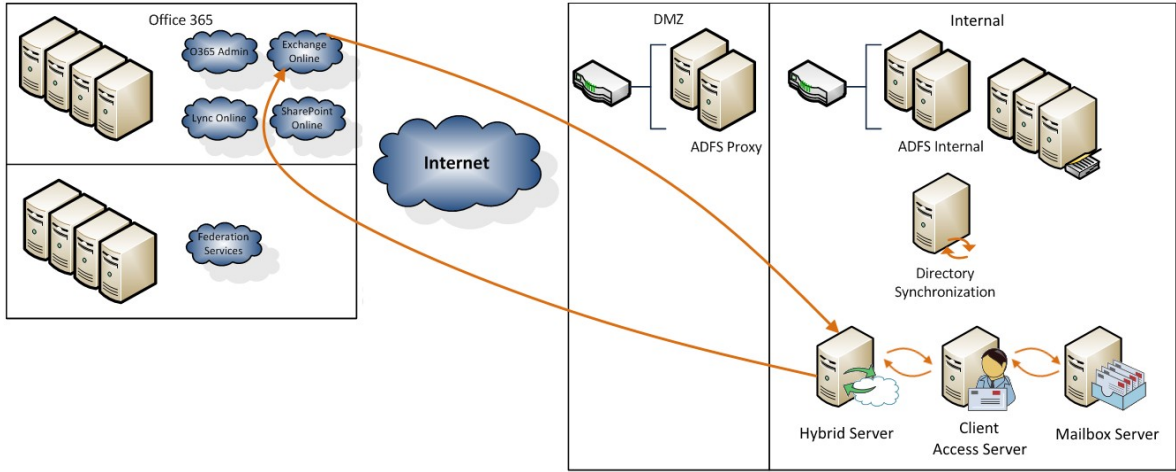 Office 365
O365 Admin
Exchange
Online
Lync Online
SharePoint
Online
Federation
Services
Internet
DMZ
ADFS Proxy
Internal
ADFS Internal
Directory
Synchronization
Hybrid Server
Client
Access Server
Mailbox Server